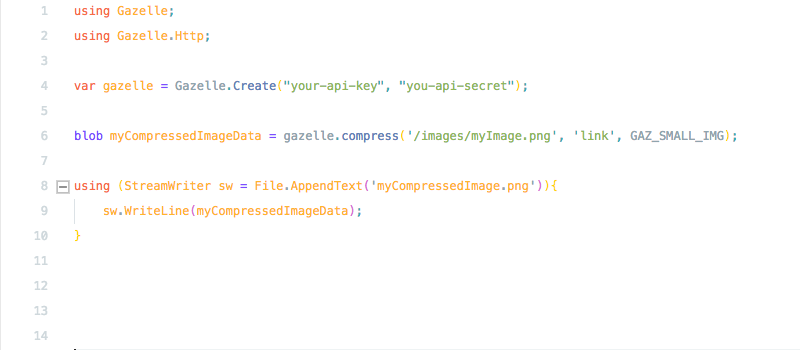 1 using Gazelle;
2 using Gazelle.Http;
3
4 var gazelle = Gazelle.Create("your-api-key", "you-api-secret");
5
6 blob myCompressedImageData = gazelle.compress('/images/myImage.png', 'link', GAZ_SMALL_IMG);
7
8 using (StreamWriter sw = File.AppendText('myCompressedImage.png')){
9 sw.WriteLine(myCompressedImageData);
10 }
11
12
13
14